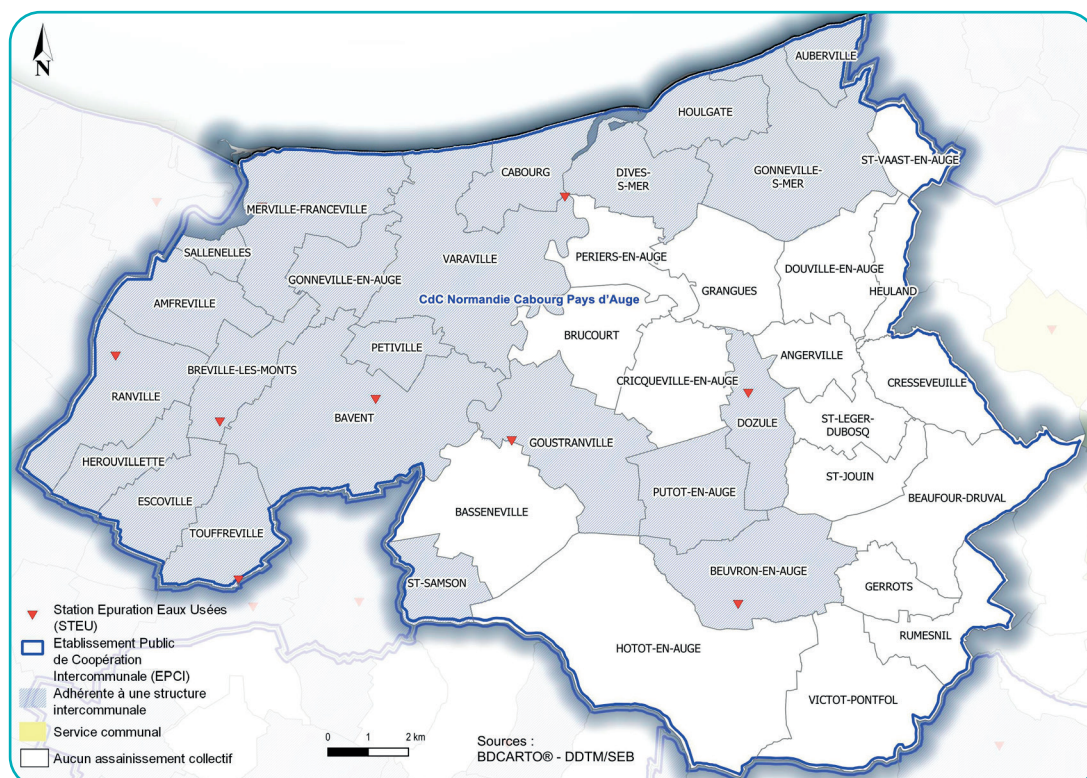 N
AUBERVILLE
HOULGATE
ST-VAAST-EN-AUGE
CABOURG
DIVES-
S-MER
GONNEVILLE-
S-MER
MERVILLE-FRANCEVILLE
SALLENELLES
GONNEVILLE-EN-AUGE
VARAVILLE
PERIERS-EN-AUGE
DOUVILLE-EN-AUGE
GRANGUES
HEULAND
AMFREVILLE
CdC Normandie Cabourg Pays d'Auge
BRUCOURT
PETIVILLE
ANGERVILLE
BREVILLE-LES-MONTS
CRICQUEVILLE-EN-AUGE
CRESSEVEUILLE
RANVILLE
BAVENT
DOZULE
ST-LEGER-
DUBOSQ
GOUSTRANVILLE
HEROUVILLETTE
ST-JOUIN
PUTOT-EN-AUGE
BEAUFOUR-DRUVAL
ESCOVILLE
BASSENEVILLE
TOUFFREVILLE
ST-SAMSON
BEUVRON-EN-AUGE
GERROTS
RUMESNIL
HOTOT-EN-AUGE
VICTOT-PONTFOL
Station Epuration Eaux Usées
(STEU)
Etablissement Public
de Coopération
Intercommunale (EPCI)
Adhérente à une structure
intercommunale
Service communal
Aucun assainissement collectif
0 1 2 km
Sources :
BDCARTO® - DDTM/SEB